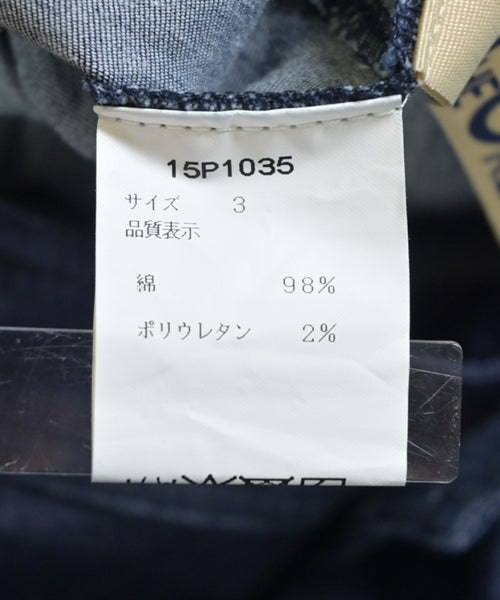 15P1035
サイズ 3
品質表示
綿 98%
ポリウレタン 2%